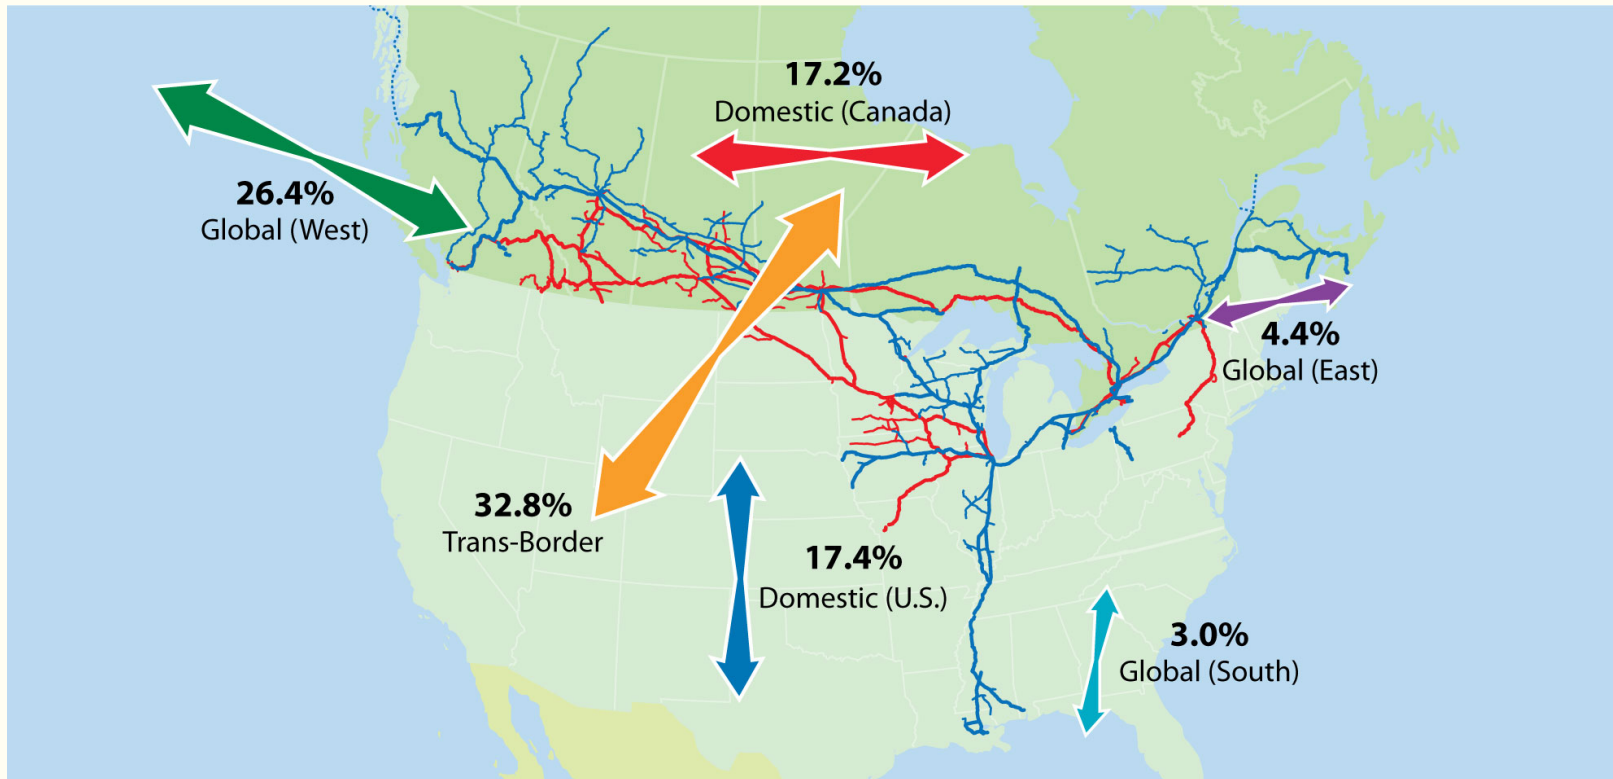 17.2%
Domestic (Canada)
26.4%
Global (West)
4.4%
Global (East)
32.8%
Trans-Border
17.4%
Domestic (U.S.)
3.0%
Global (South)